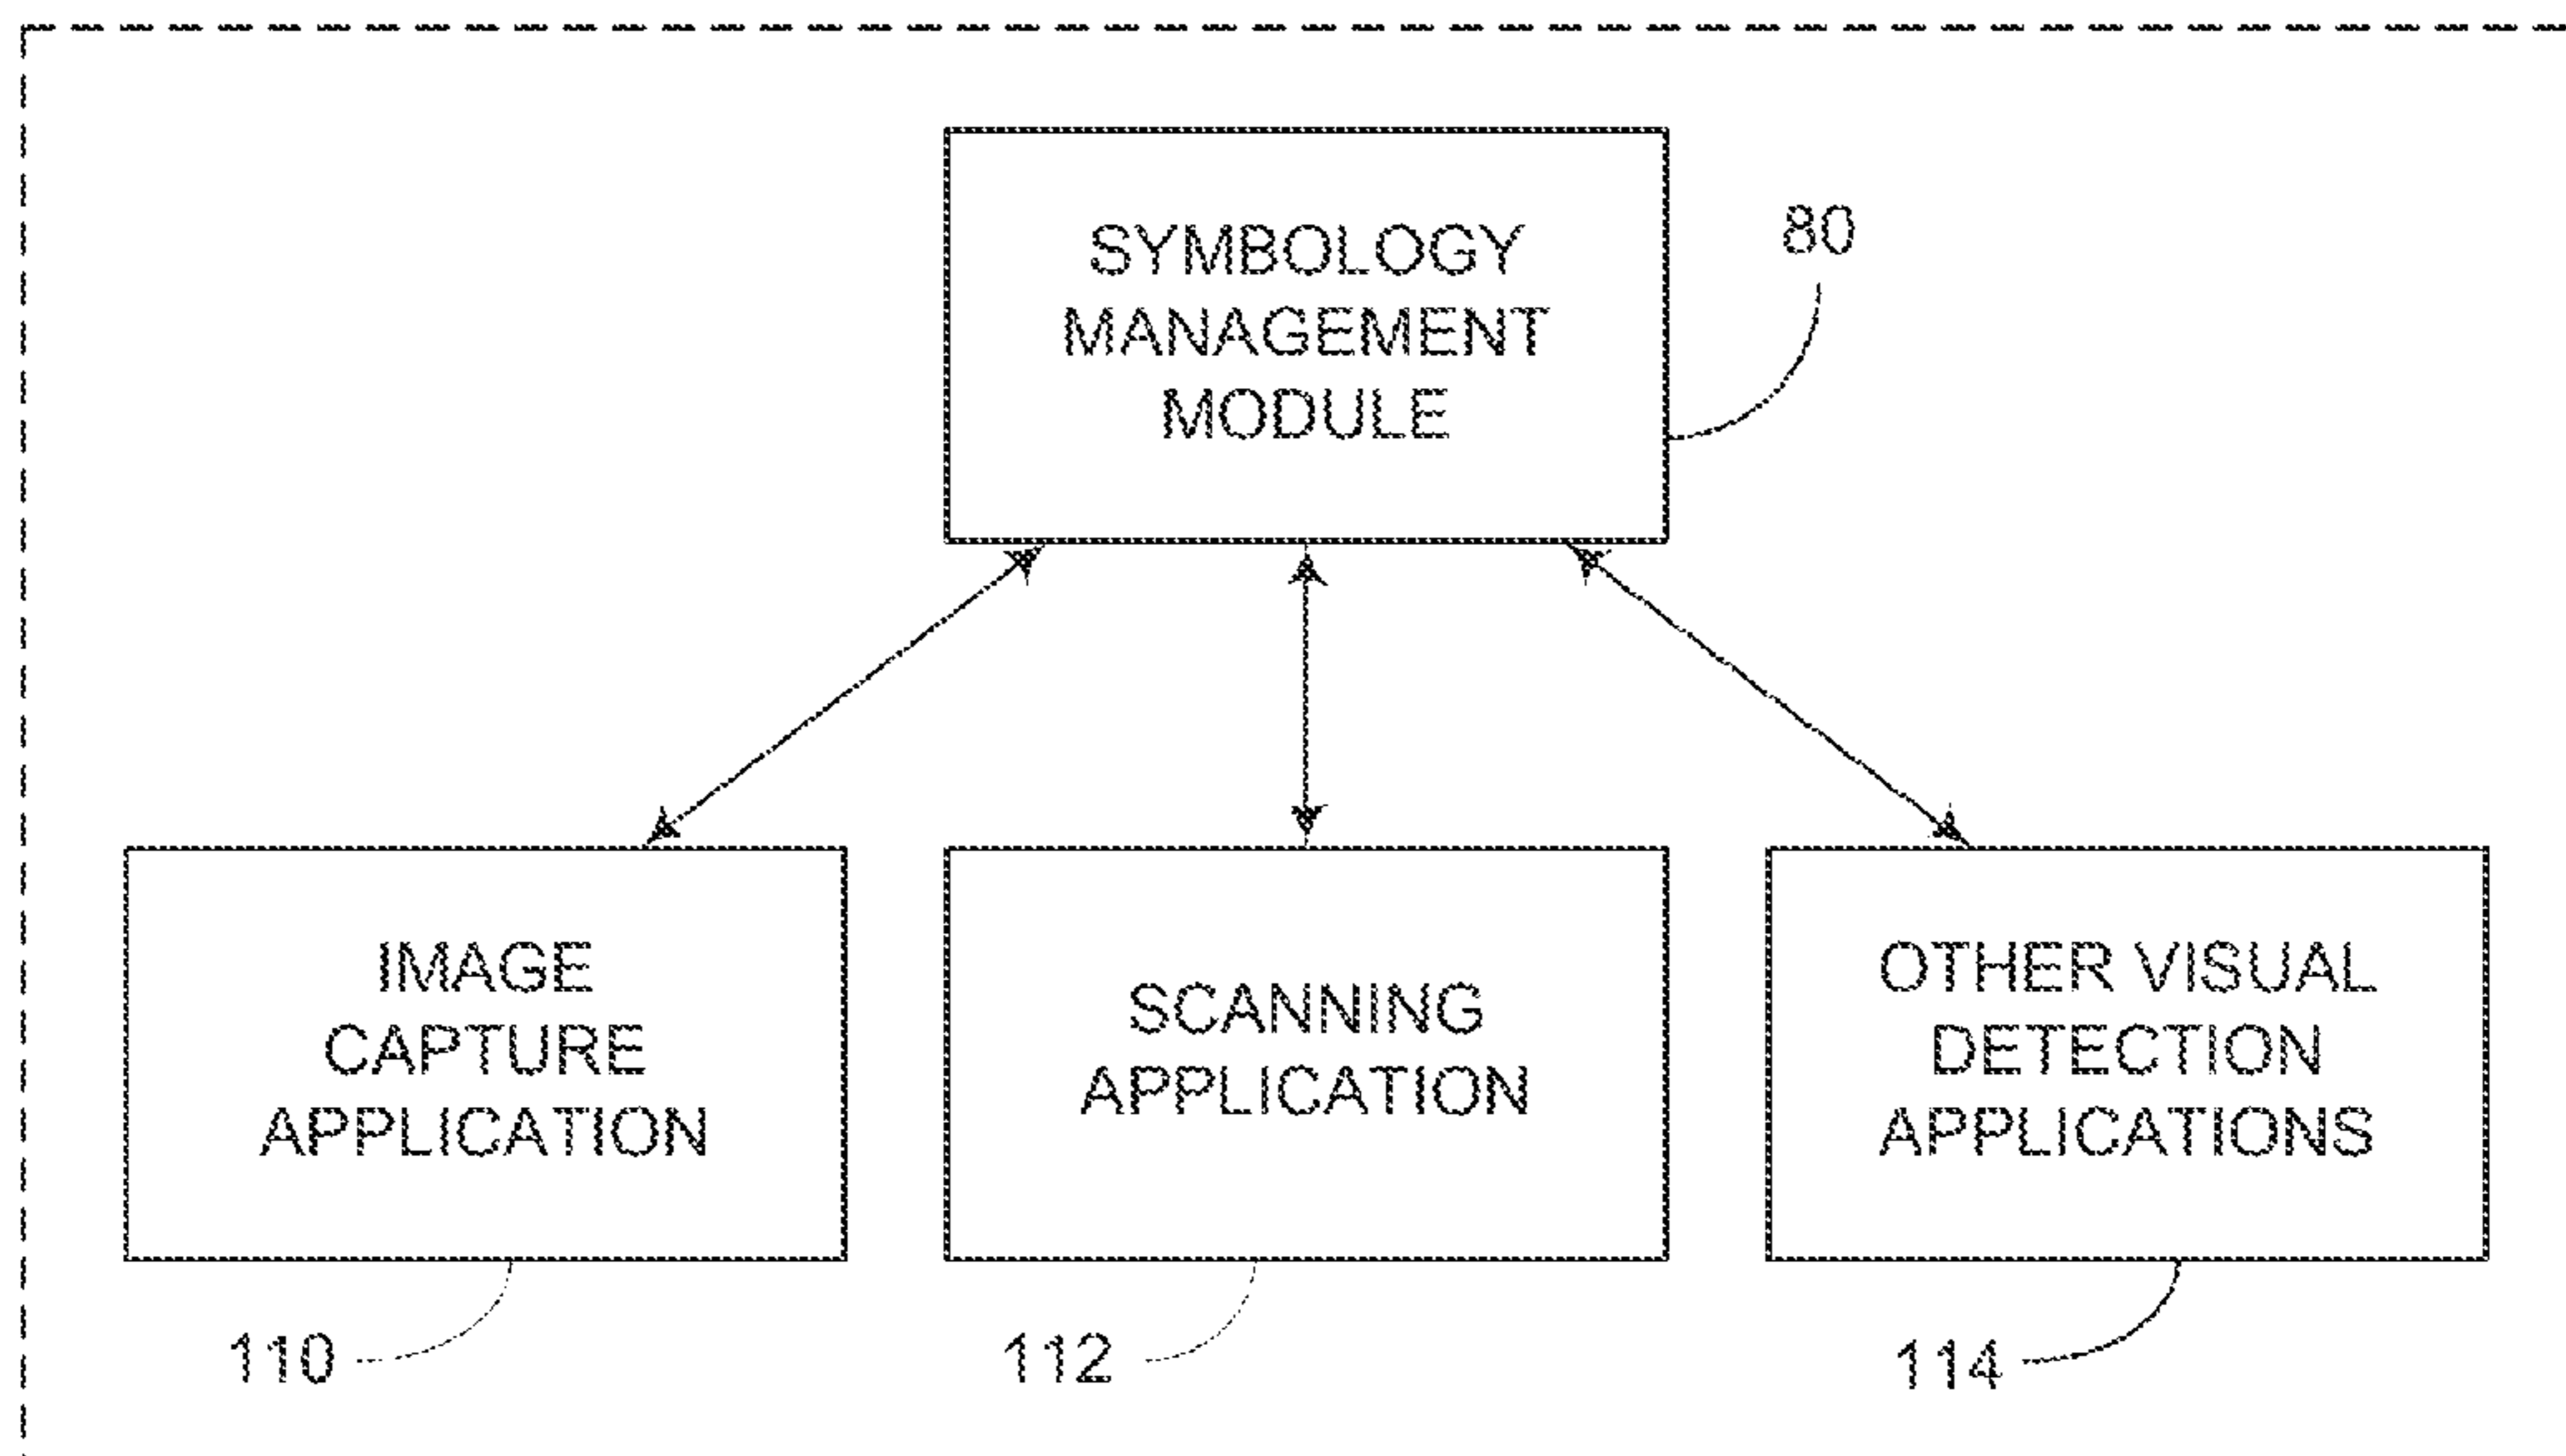 SYMBOLOGY
MANAGEMENT
MODULE
80
IMAGE
CAPTURE
APPLICATION
SCANNING
APPLICATION
OTHER VISUAL
DETECTION
APPLICATIONS
110
112
114